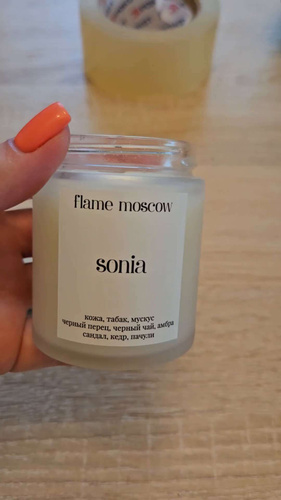 flame moscow
sonia
кожа, табак, мускус
черный перец, черный чай, амбра
сандал, кедр, пачули